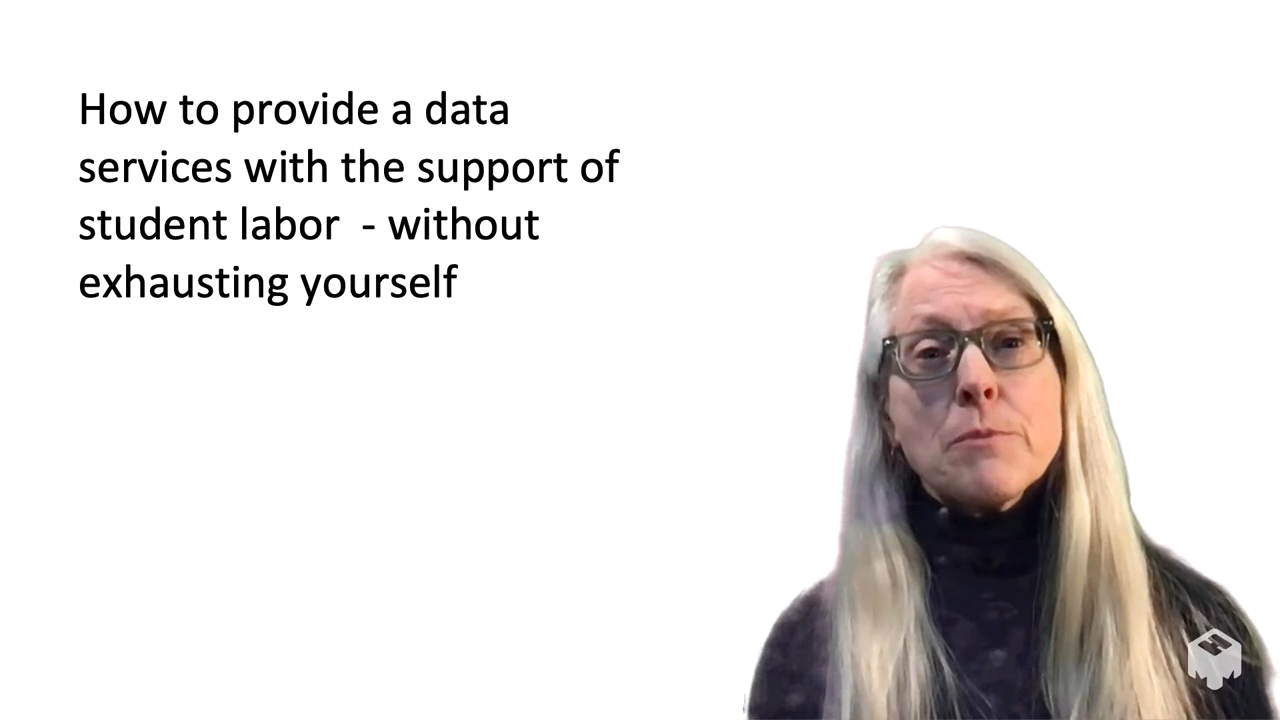 How to provide a data
services with the support of
student labor  - without
exhausting yourself